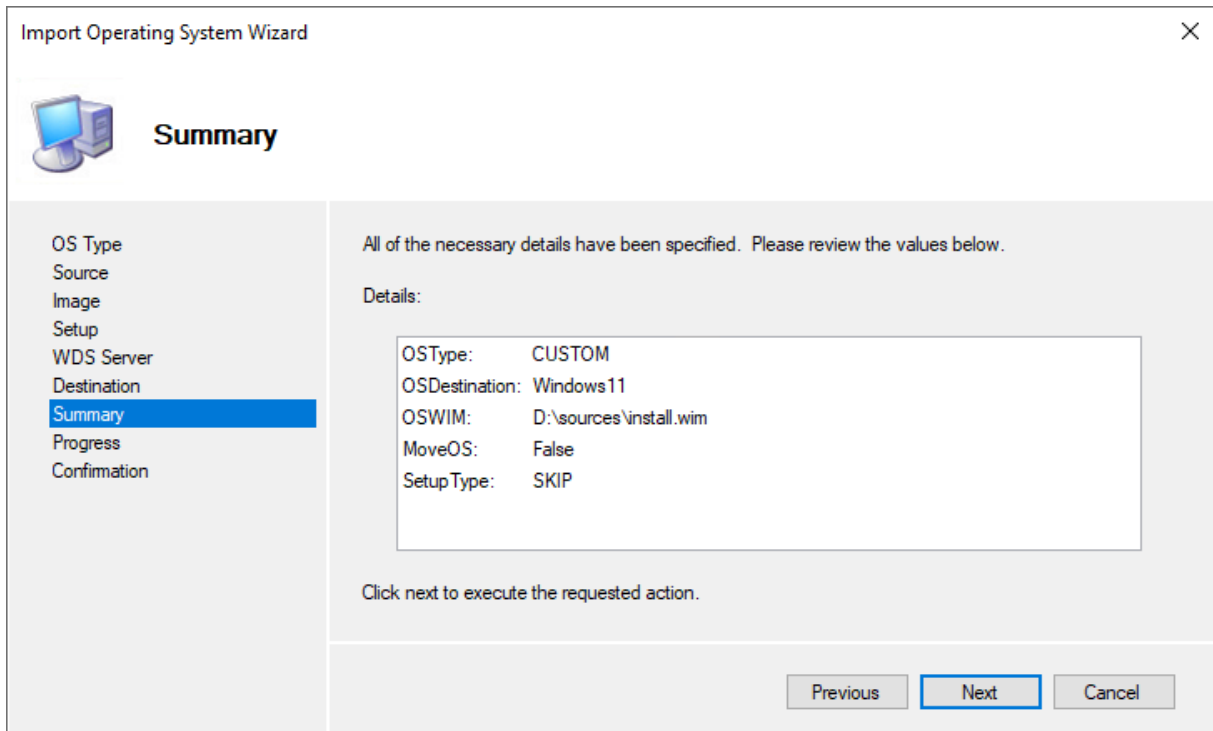 Import Operating System Wizard
Summary
OS Type
Source
Image
Setup
WDS Server
Destination
Summary
Progress
Confirmation
All of the necessary details have been specified.  Please review the values below.
Details:
OSType: CUSTOM
OSDestination: Windows11
OSWIM: D:\sources\install.wim
MoveOS: False
SetupType: SKIP
Click next to execute the requested action.
Previous Next Cancel